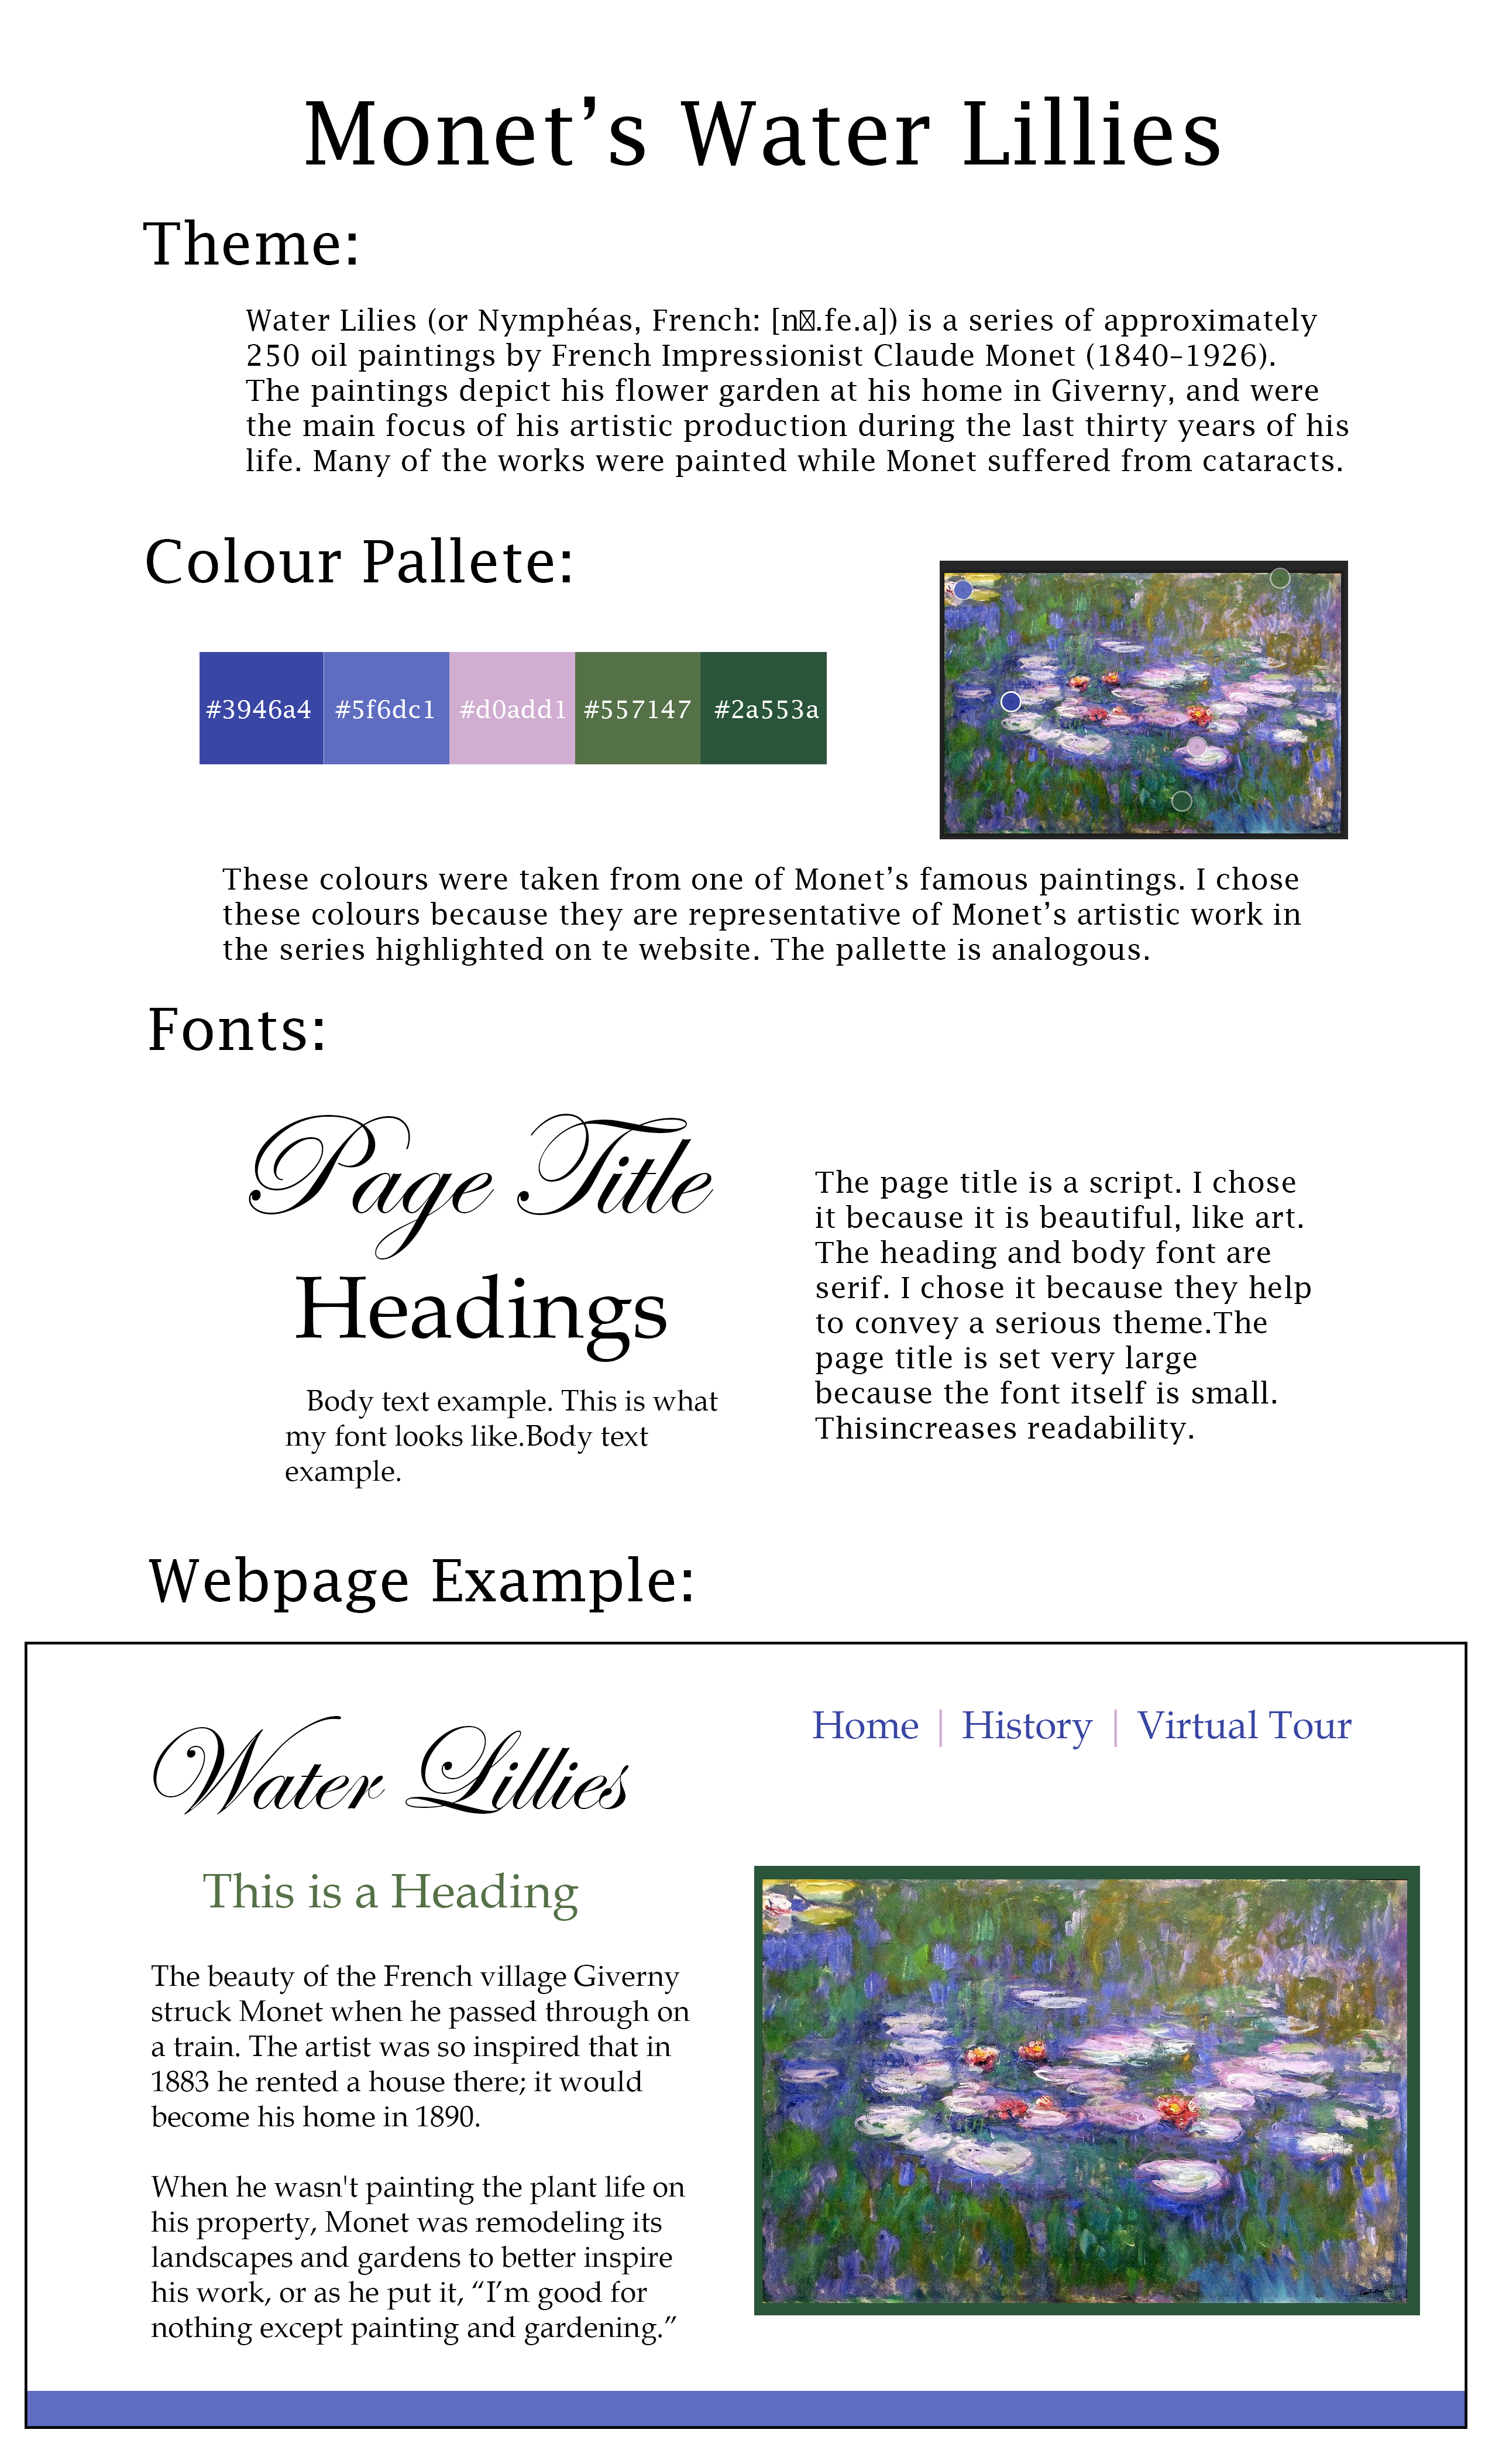 Monet’s Water Lillies
Theme:
Water Lilies (or Nymphéas, French: [n☒.fe.a]) is a series of approximately
250 oil paintings by French Impressionist Claude Monet (1840–1926).
The paintings depict his flower garden at his home in Giverny, and were
the main focus of his artistic production during the last thirty years of his
life. Many of the works were painted while Monet suffered from cataracts.
Colour Pallete:
#3946a4 #5f6dc1 #d0add1 #557147 #2a553a
These colours were taken from one of Monet’s famous paintings. I chose
these colours because they are representative of Monet’s artistic work in
the series highlighted on te website. The pallette is analogous.
Fonts:
Page Title
Headings
Body text example. This is what
my font looks like.Body text
example.
The page title is a script. I chose
it because it is beautiful, like art.
The heading and body font are
serif. I chose it because they help
to convey a serious theme.The
page title is set very large
because the font itself is small.
Thisincreases readability.
Webpage Example:
Home | History | Virtual Tour
Water Lillies
This is a Heading
The beauty of the French village Giverny
struck Monet when he passed through on
a train. The artist was so inspired that in
1883 he rented a house there; it would
become his home in 1890.
When he wasn't painting the plant life on
his property, Monet was remodeling its
landscapes and gardens to better inspire
his work, or as he put it, “I’m good for
nothing except painting and gardening.”